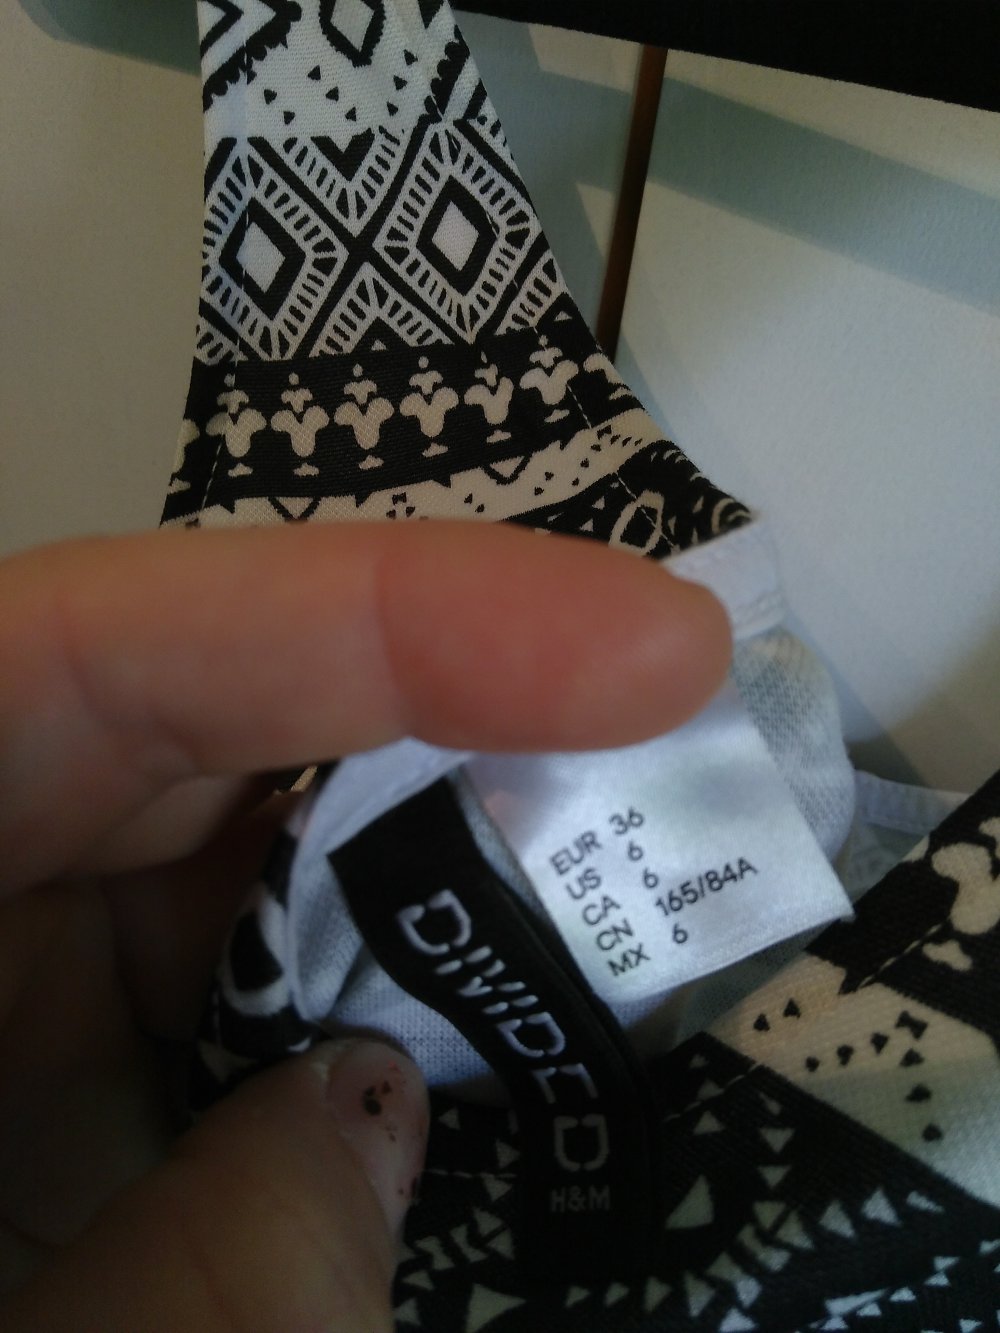 EUR 36
US 6
CA 6
CN 165/84A
MX 6
DIVIDED
H&M